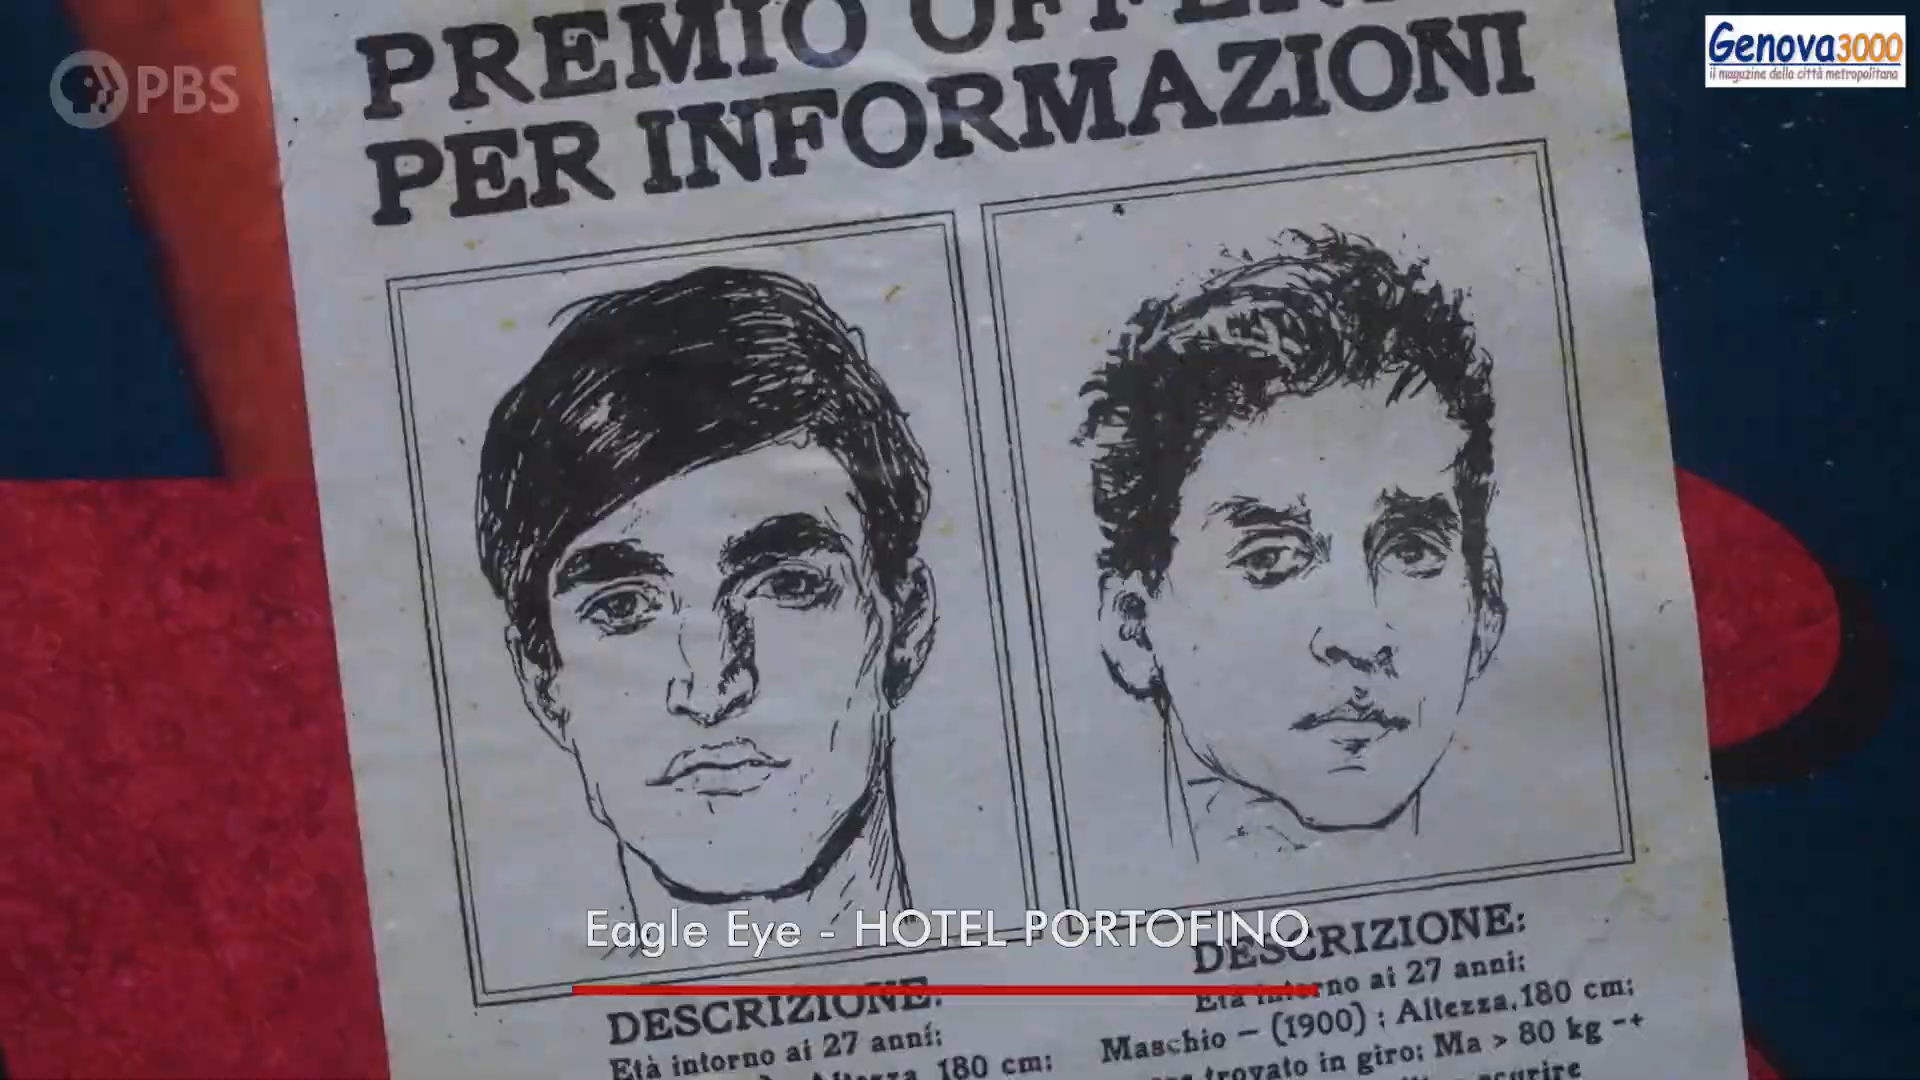 PBS
Genova3000
il magazine della città metropolitana
PREMIO
PER INFORMAZIONI
Eagle Eye - HOTEL PORTOFINO
DESCRIZIONE:
Età intorno ai 27 anni;
180 cm:
DESCRIZIONE:
Età intorno ai 27 anni;
Maschio – (1900) ; Altezza, 180 cm;
trovato in giro; Ma > 80 kg -+